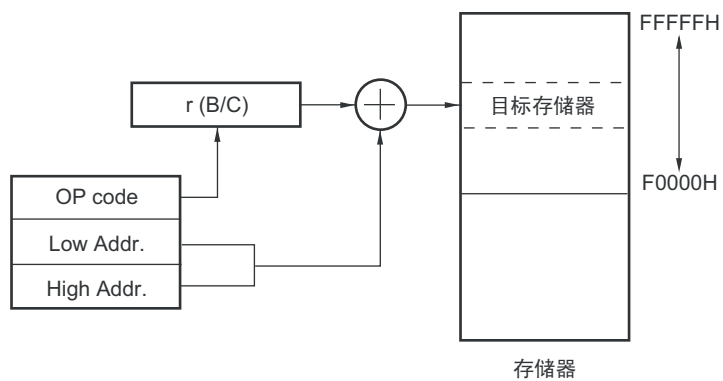 FFFFFH
r (B/C)
目标存储器
OP code
F0000H
Low Addr.
High Addr.
存储器